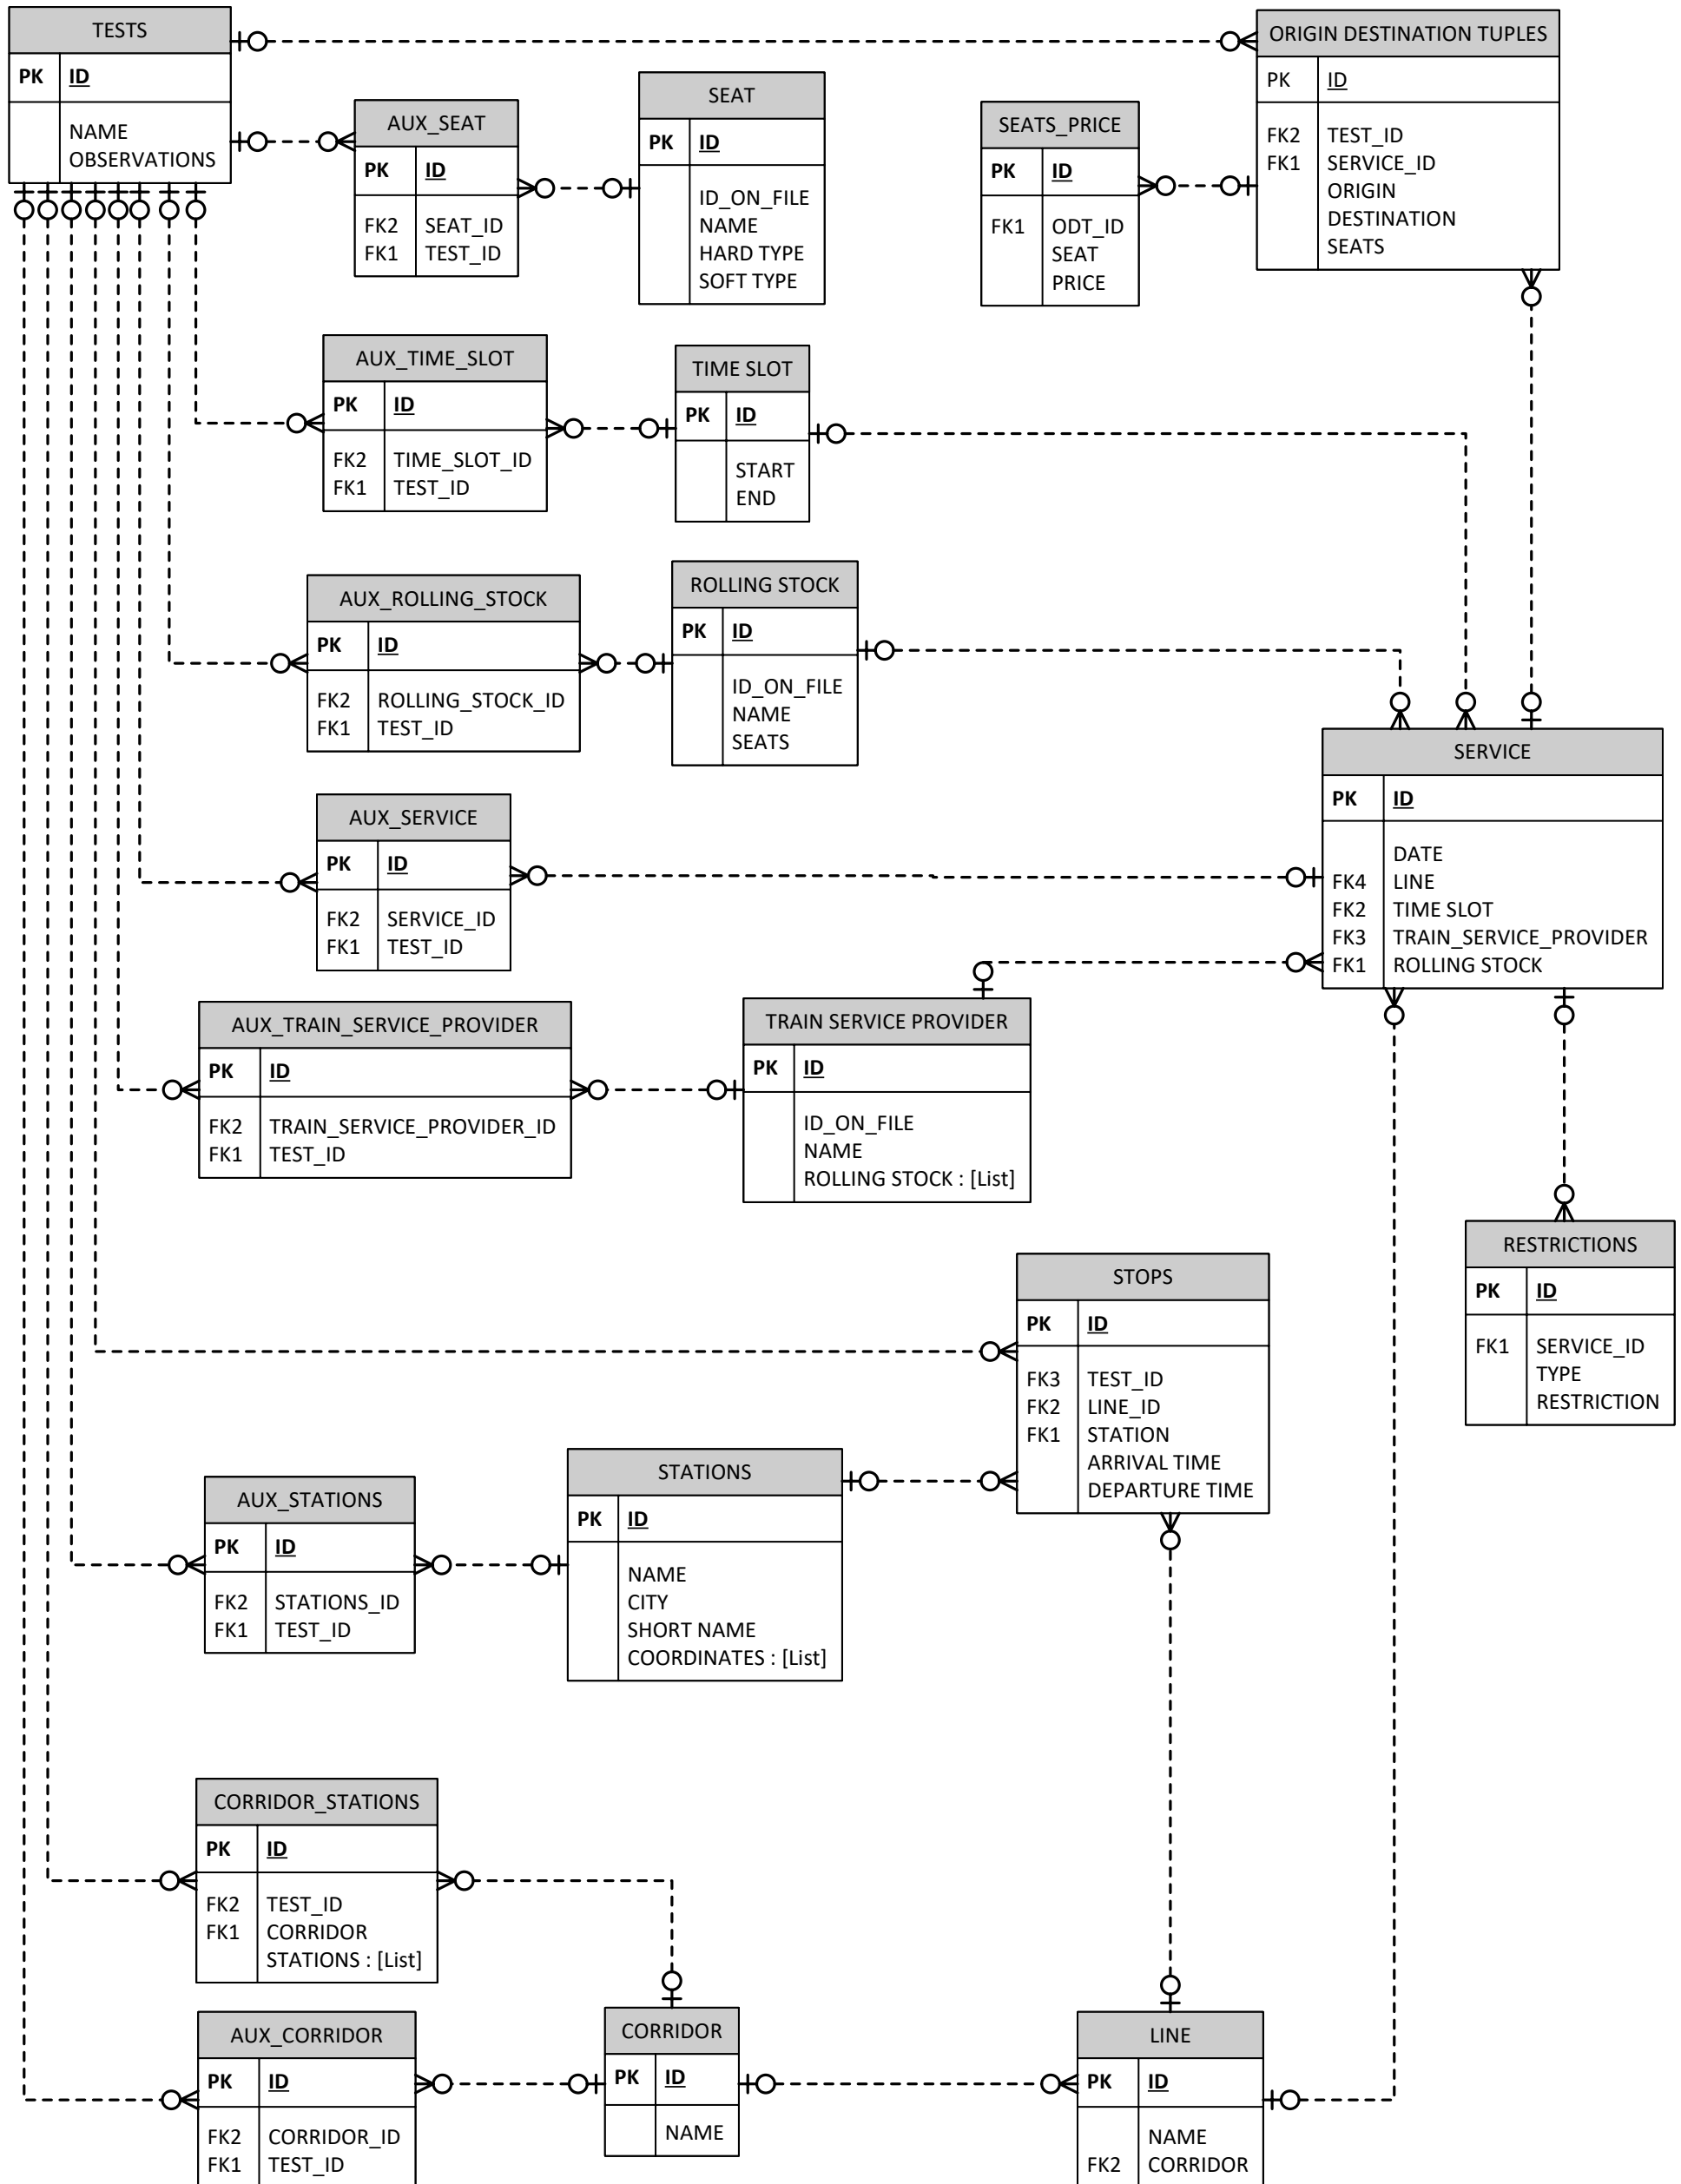 TESTS
PK ID
NAME
OBSERVATIONS
ORIGIN DESTINATION TUPLES
PK ID
FK2 TEST_ID
FK1 SERVICE_ID
ORIGIN
DESTINATION
SEATS
AUX_SEAT
PK ID
FK2 SEAT_ID
FK1 TEST_ID
SEAT
PK ID
ID_ON_FILE
NAME
HARD TYPE
SOFT TYPE
SEATS_PRICE
PK ID
FK1 ODT_ID
SEAT
PRICE
AUX_TIME_SLOT
PK ID
FK2 TIME_SLOT_ID
FK1 TEST_ID
TIME SLOT
PK ID
START
END
AUX_ROLLING_STOCK
PK ID
FK2 ROLLING_STOCK_ID
FK1 TEST_ID
ROLLING STOCK
PK ID
ID_ON_FILE
NAME
SEATS
SERVICE
PK ID
DATE
FK4 LINE
FK2 TIME SLOT
FK3 TRAIN_SERVICE_PROVIDER
FK1 ROLLING STOCK
AUX_SERVICE
PK ID
FK2 SERVICE_ID
FK1 TEST_ID
AUX_TRAIN_SERVICE_PROVIDER
PK ID
FK2 TRAIN_SERVICE_PROVIDER_ID
FK1 TEST_ID
TRAIN SERVICE PROVIDER
PK ID
ID_ON_FILE
NAME
ROLLING STOCK : [List]
RESTRICTIONS
PK ID
FK1 SERVICE_ID
TYPE
RESTRICTION
STOPS
PK ID
FK3 TEST_ID
FK2 LINE_ID
FK1 STATION
ARRIVAL TIME
DEPARTURE TIME
AUX_STATIONS
PK ID
FK2 STATIONS_ID
FK1 TEST_ID
STATIONS
PK ID
NAME
CITY
SHORT NAME
COORDINATES : [List]
CORRIDOR_STATIONS
PK ID
FK2 TEST_ID
FK1 CORRIDOR
STATIONS : [List]
AUX_CORRIDOR
PK ID
FK2 CORRIDOR_ID
FK1 TEST_ID
CORRIDOR
PK ID
NAME
LINE
PK ID
NAME
FK2 CORRIDOR